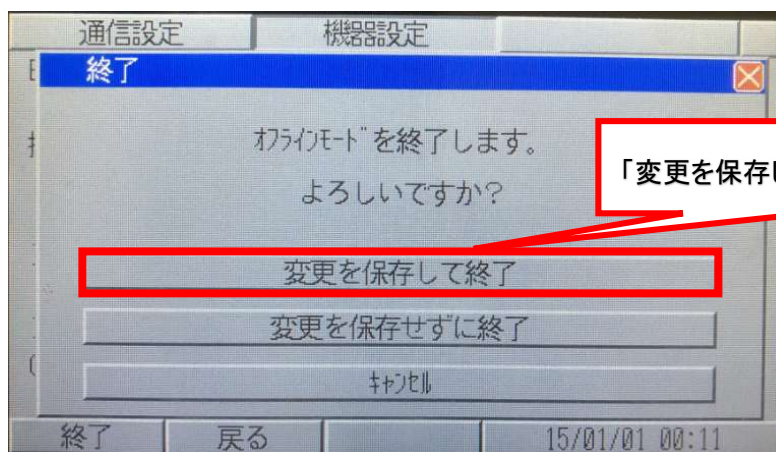 通信設定 機器設定
終了
ｵﾌﾗｲﾝﾓｰﾄﾞを終了します。
よろしいですか?
「変更を保存し
変更を保存して終了
変更を保存せずに終了
ｷｬﾝｾﾙ
終了 戻る 15/01/01 00:11